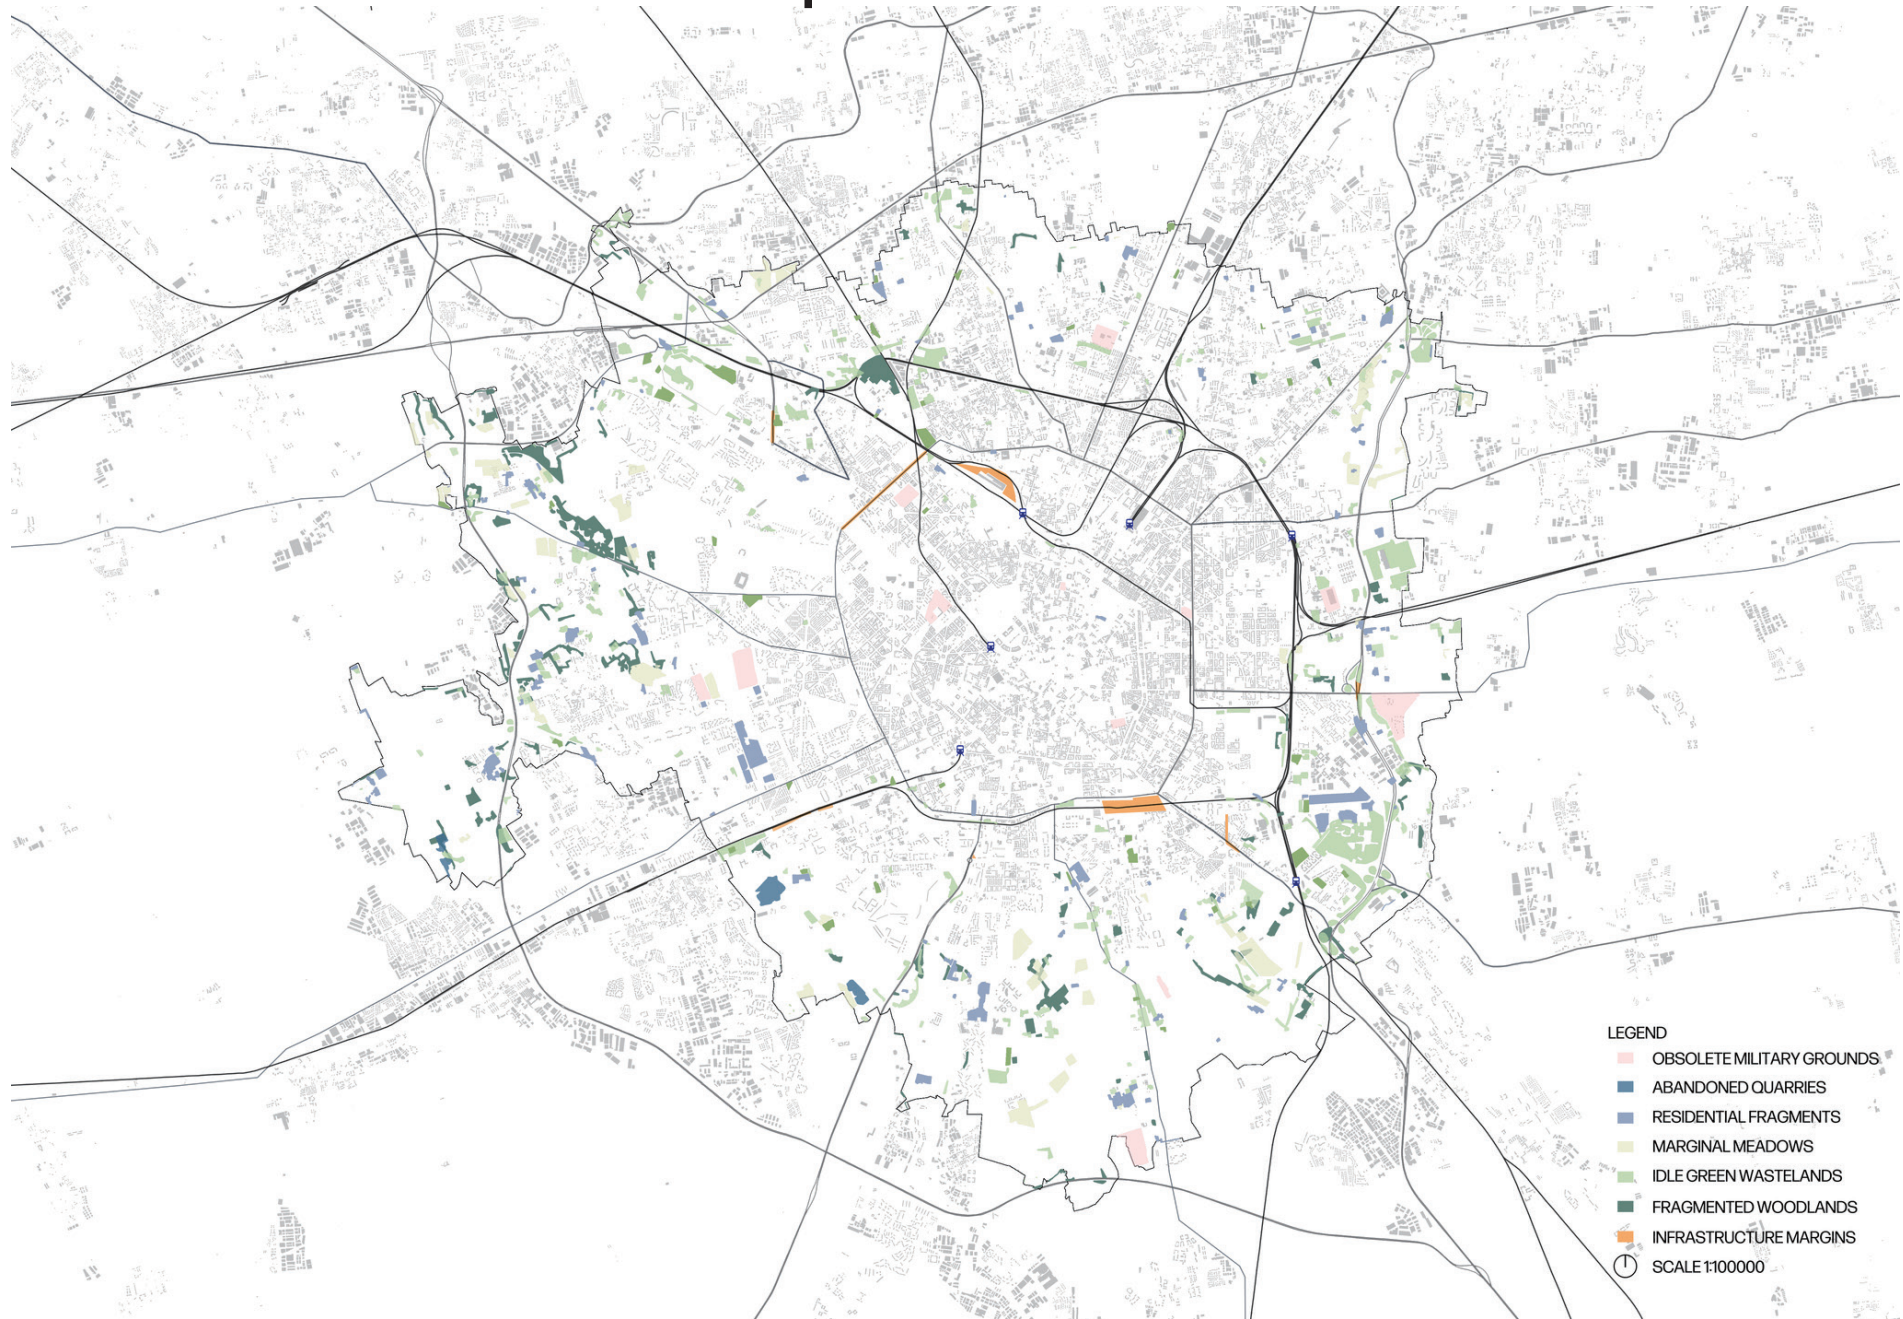 LEGEND
OBSOLETE MILITARY GROUNDS
ABANDONED QUARRIES
RESIDENTIAL FRAGMENTS
MARGINAL MEADOWS
IDLE GREEN WASTELANDS
FRAGMENTED WOODLANDS
INFRASTRUCTURE MARGINS
SCALE 1:100000